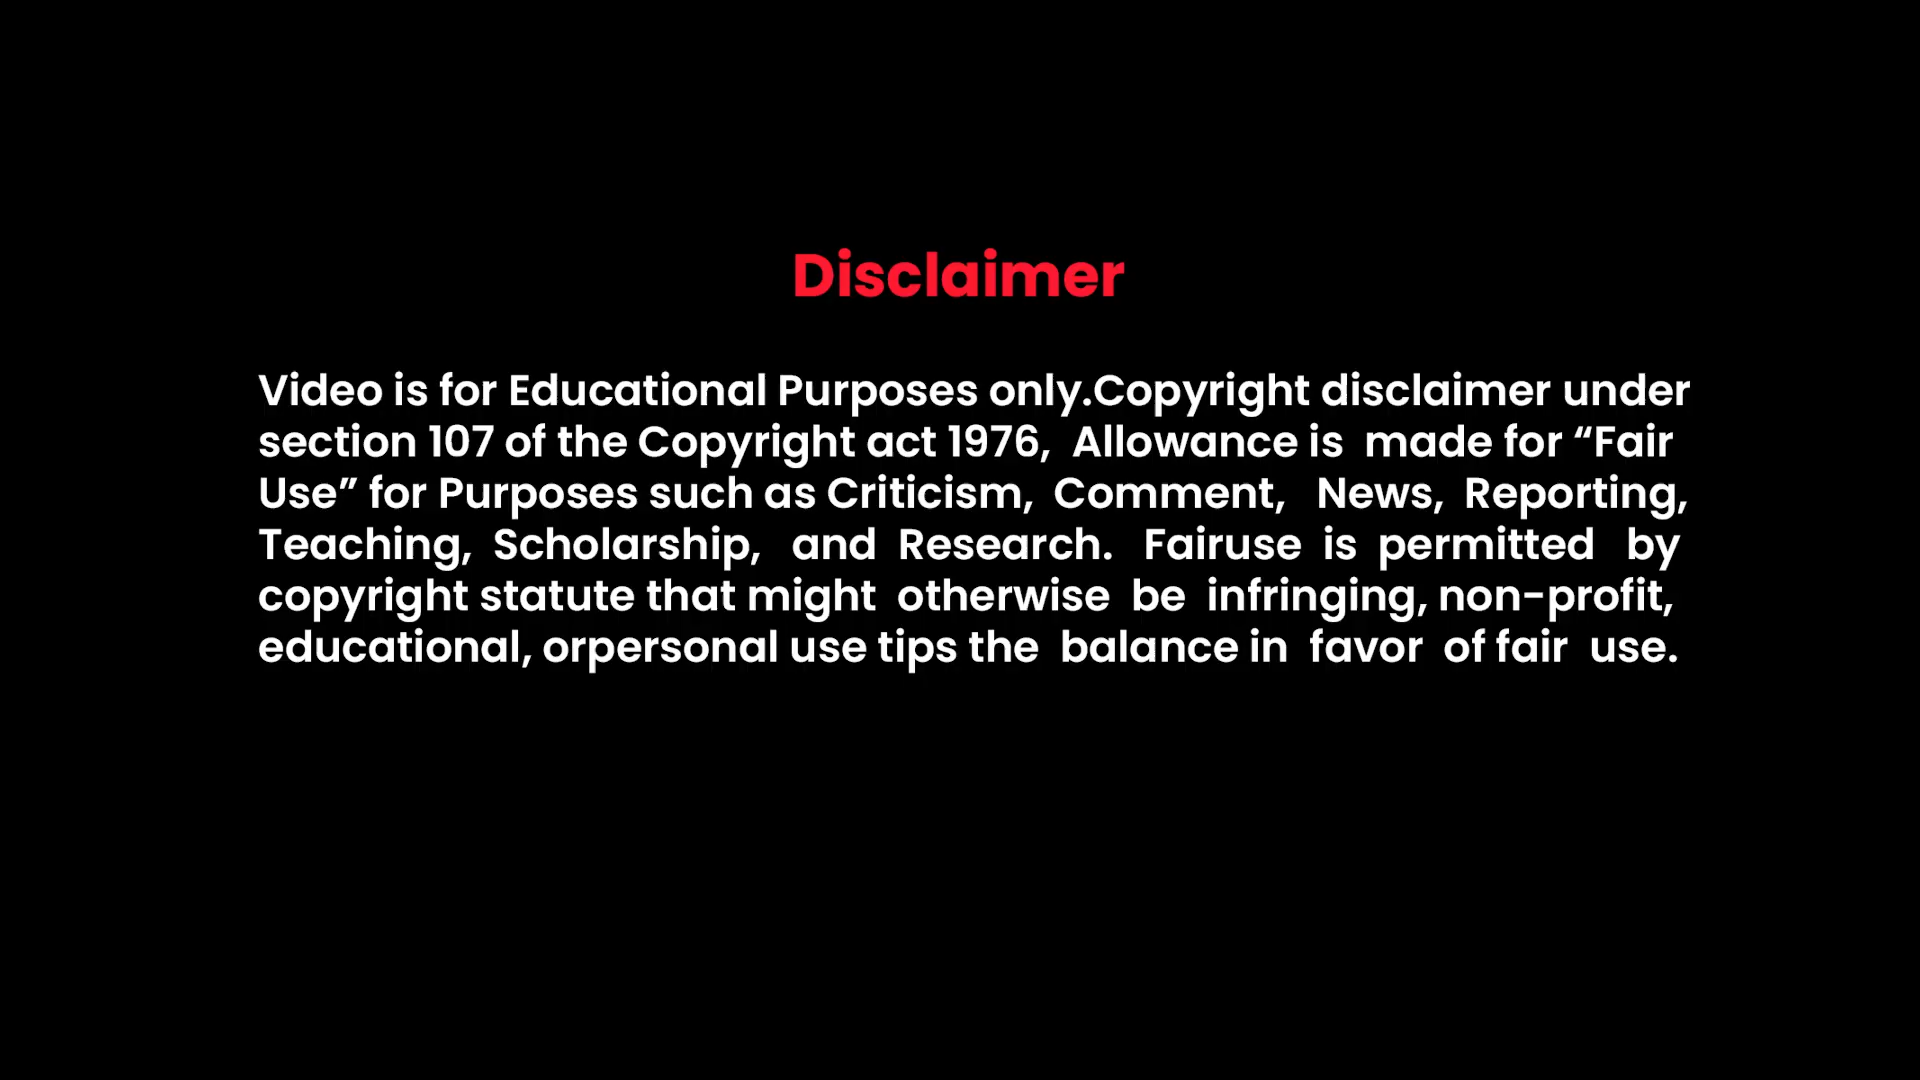 Disclaimer
Video is for Educational Purposes only.Copyright disclaimer under
section 107 of the Copyright act 1976, Allowance is made for “Fair
Use” for Purposes such as Criticism, Comment, News, Reporting,
Teaching, Scholarship, and Research. Fairuse is permitted by
copyright statute that might otherwise be infringing, non-profit,
educational, orpersonal use tips the balance in favor of fair use.